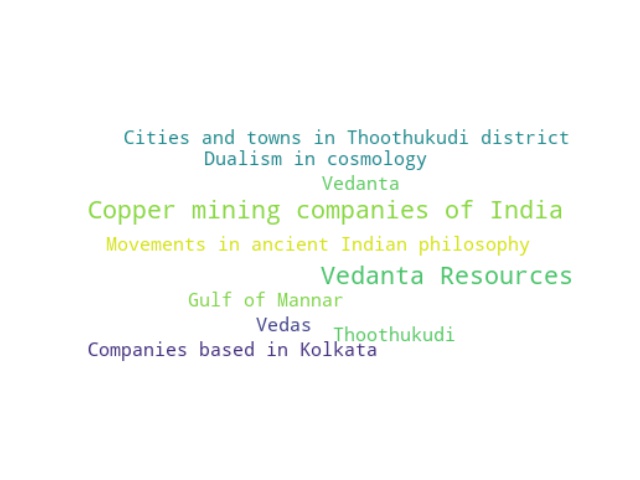 Cities and towns in Thoothukudi district
Dualism in cosmology
Vedanta
Copper mining companies of India
Movements in ancient Indian philosophy
Vedanta Resources
Gulf of Mannar
Vedas
Thoothukudi
Companies based in Kolkata